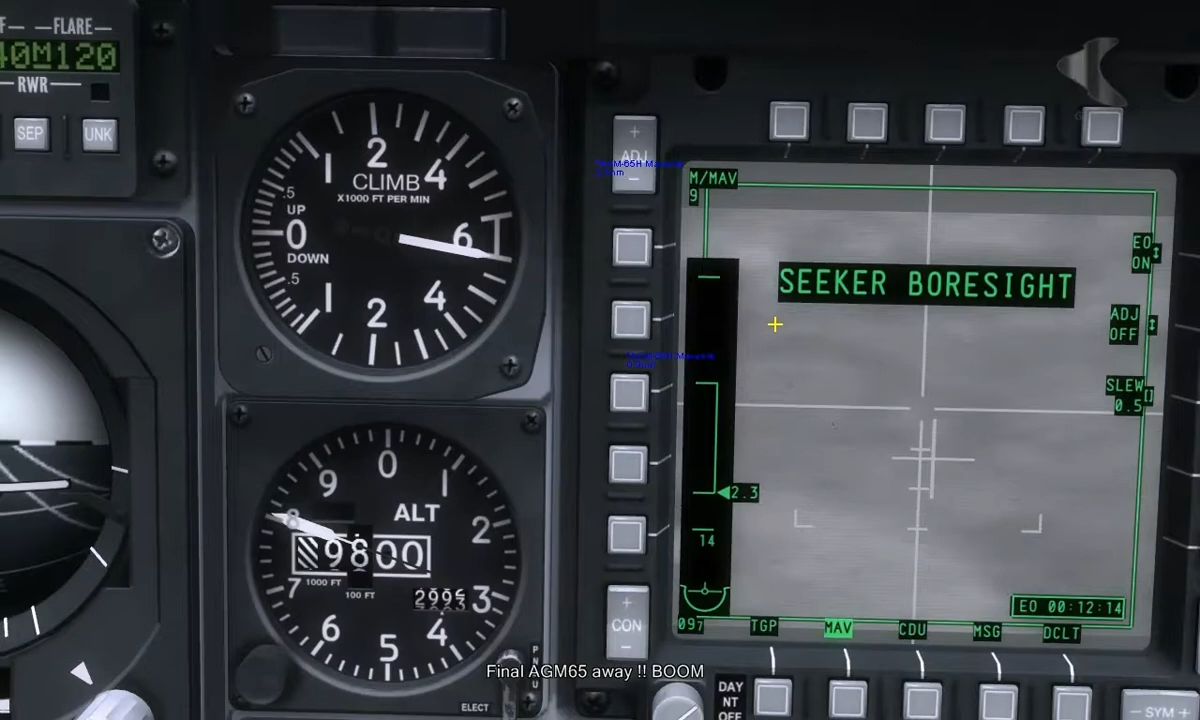 FLARE
40M120
RWR
SEP
UNK
2
4
CLIMB
X1000 FT PER MIN
.5
UP
0
6
DOWN
.5
1
4
2
0
9
1
ALT
8
2
9800
1000 FT
100 FT
7
3
6
4
5
ELECT
+
ADJ
-
M/MAV
9
EO
ON
SEEKER BORESIGHT
ADJ
OFF
SLEW
0.5
2.3
14
EO 00:12:14
097
TGP
MAV
CDU
MSG
DCLT
+
CON
-
DAY
NT
OFF
- SYM +
Final AGM65 away !! BOOM